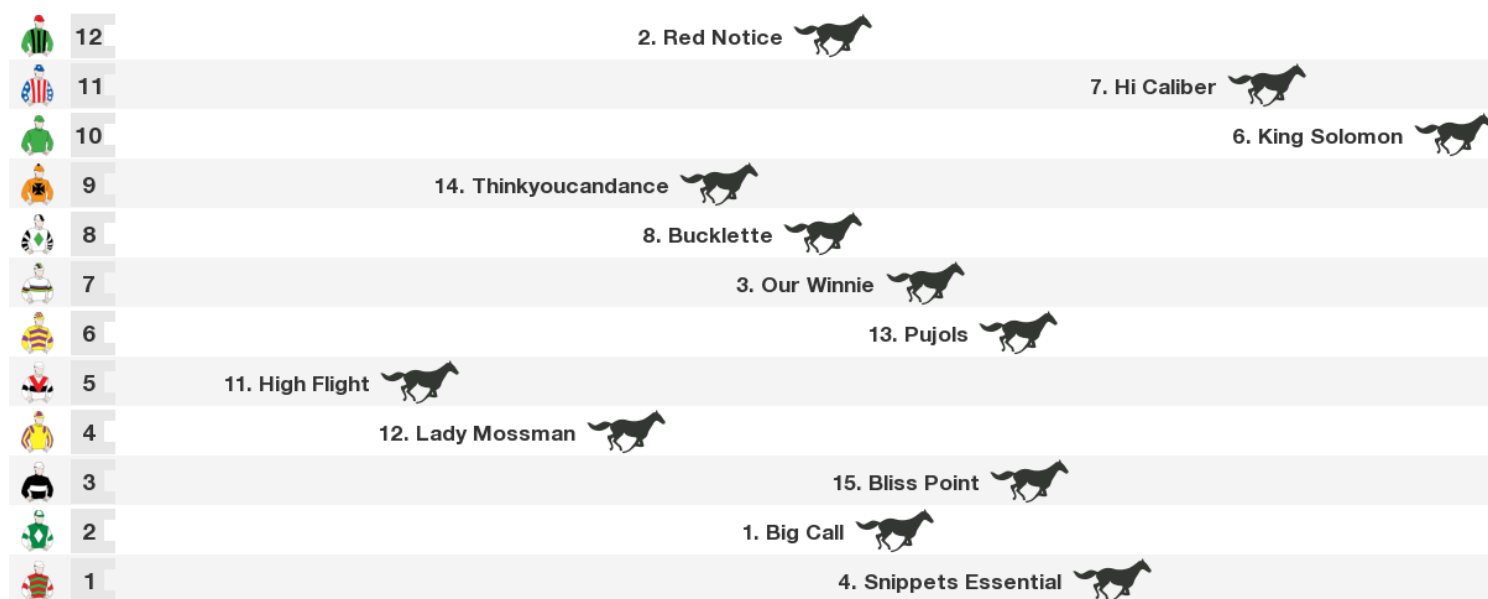 12 2. Red Notice
11 7. Hi Caliber
10 6. King Solomon
9 14. Thinkyoucandance
8 8. Bucklette
7 3. Our Winnie
6 13. Pujols
5 11. High Flight
4 12. Lady Mossman
3 15. Bliss Point
2 1. Big Call
1 4. Snippets Essential